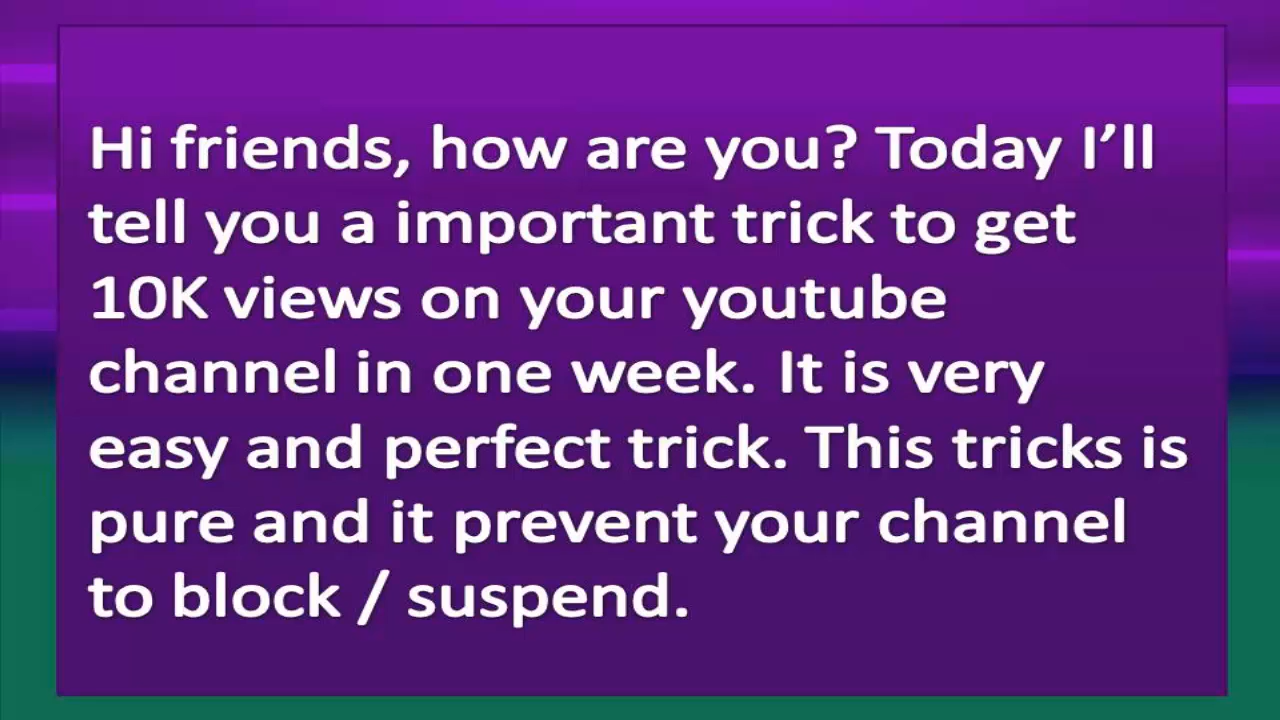 Hi friends, how are you? Today I’ll
tell you a important trick to get
10K views on your youtube
channel in one week. It is very
easy and perfect trick. This tricks is
pure and it prevent your channel
to block / suspend.